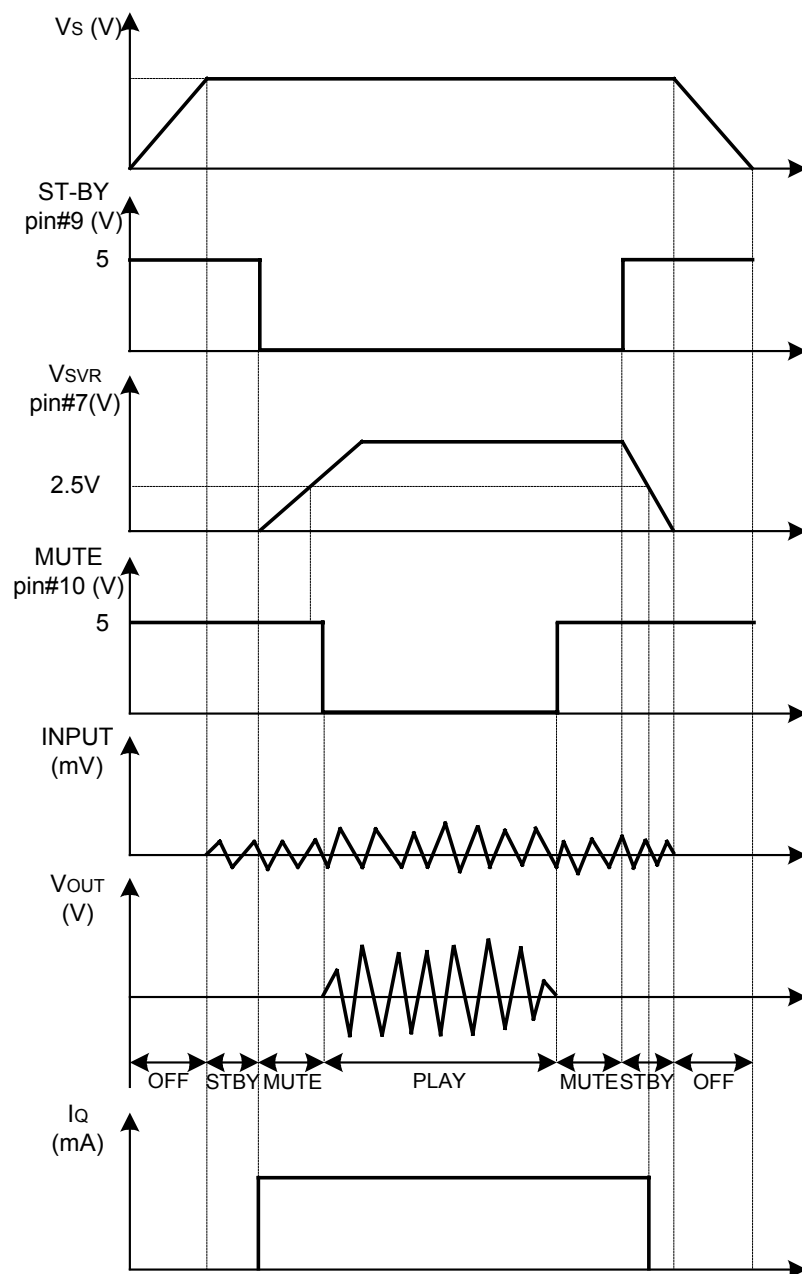 Vs (V)
ST-BY
pin#9 (V)
5
VSVR
pin#7(V)
2.5V
MUTE
pin#10 (V)
5
INPUT
(mV)
VOUT
(V)
OFF STBY MUTE PLAY MUTE STBY OFF
IQ
(mA)